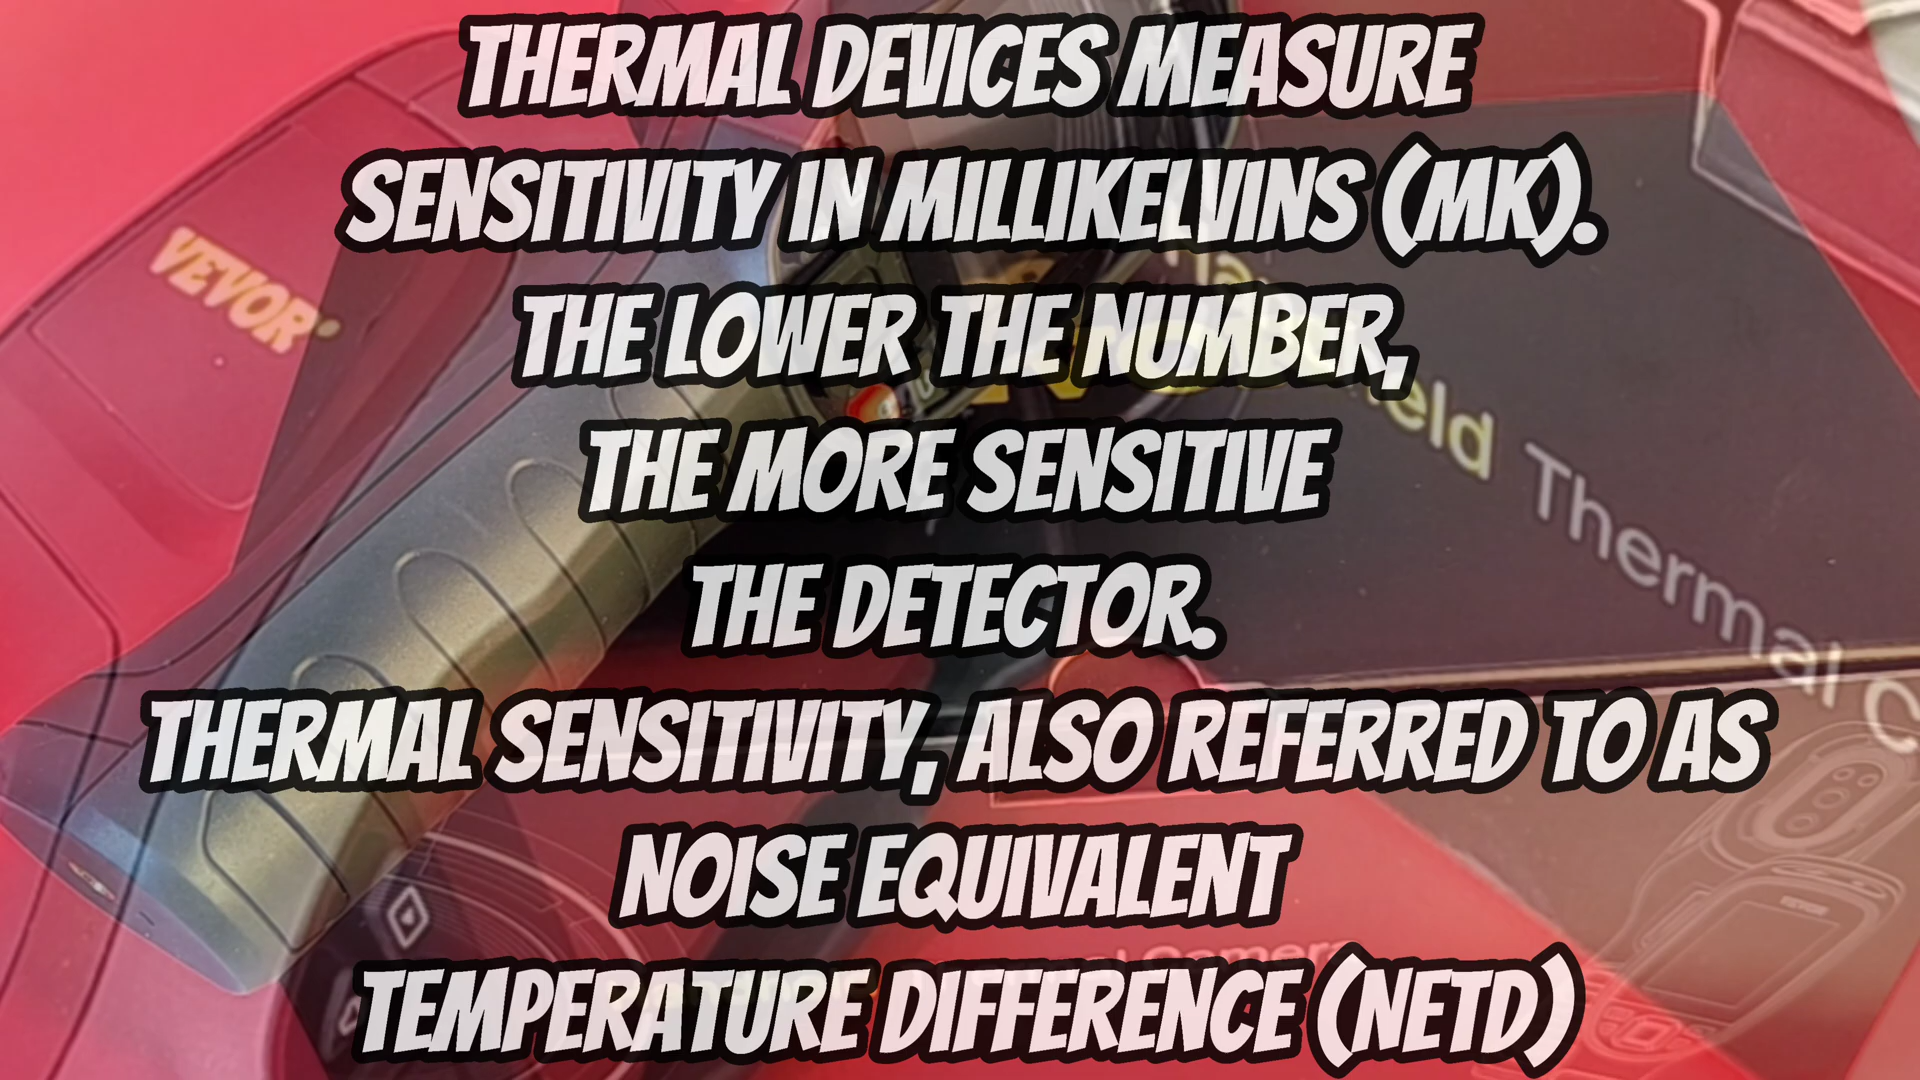 THERMAL DEVICES MEASURE
SENSITIVITY IN MILLIKELVINS (MK).
THE LOWER THE NUMBER,
THE MORE SENSITIVE
THE DETECTOR.
THERMAL SENSITIVITY, ALSO REFERRED TO AS
NOISE EQUIVALENT
TEMPERATURE DIFFERENCE (NETD)
VEVOR®
Thermal
VEVOR